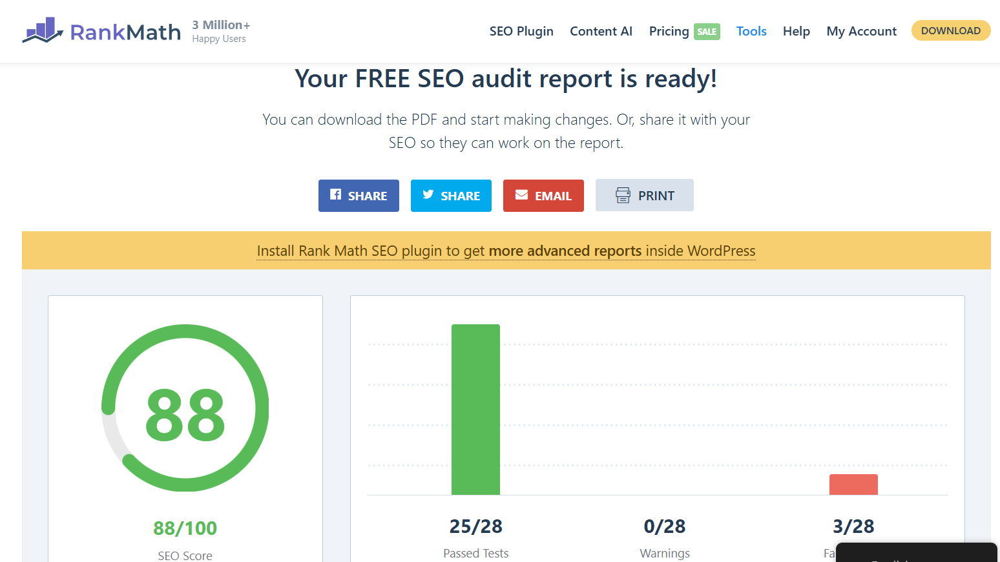 RankMath
3 Million+
Happy Users
SEO Plugin Content AI Pricing SALE Tools Help My Account DOWNLOAD
Your FREE SEO audit report is ready!
You can download the PDF and start making changes. Or, share it with your
SEO so they can work on the report.
SHARE SHARE EMAIL PRINT
Install Rank Math SEO plugin to get more advanced reports inside WordPress
88
88/100
SEO Score
25/28
Passed Tests
0/28
Warnings
3/28